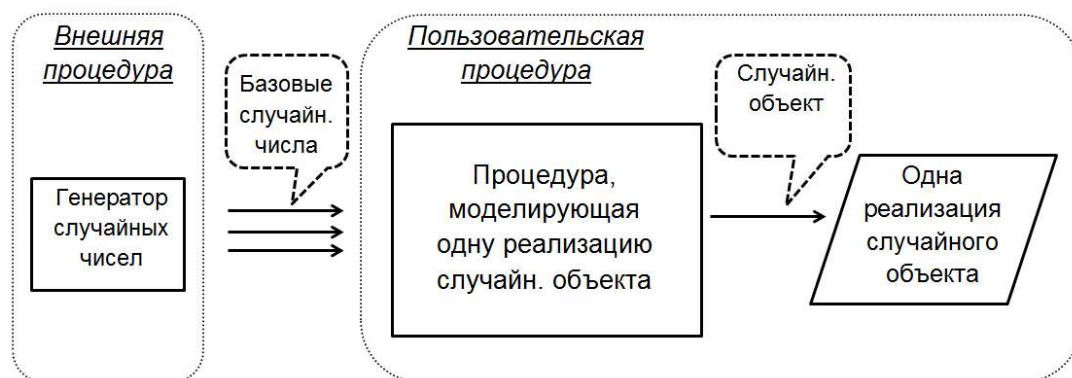 Внешняя
процедура
Генератор
случайных
чисел
Базовые
случайн.
числа
Пользовательская
процедура
Процедура,
моделирующая
одну реализацию
случайн. объекта
Случайн.
объект
Одна
реализация
случайного
объекта